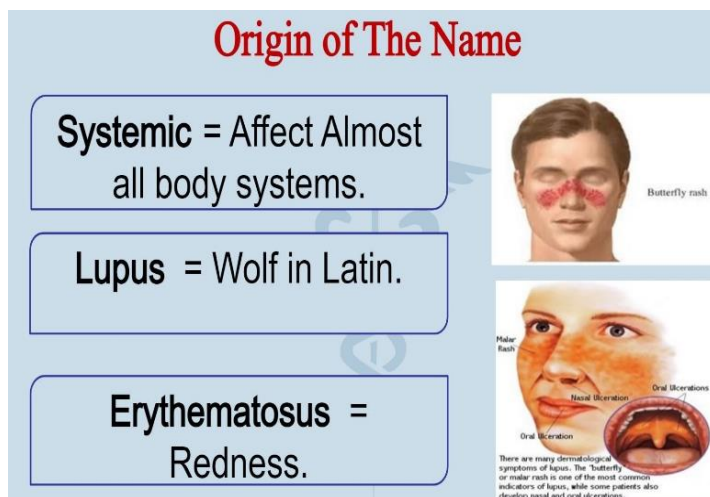 Origin of The Name
Systemic = Affect Almost
all body systems.
Lupus = Wolf in Latin.
Erythematosus =
Redness.
Butterfly rash
Malar
Rash
Nasal Ulceration
Oral Ulcerations
Oral Ulceration
There are many dermatological
symptoms of lupus. The "butterfly
or malar rash is one of the most common
indicators of lupus, while some patients also
develop nasal and oral ulcerations.